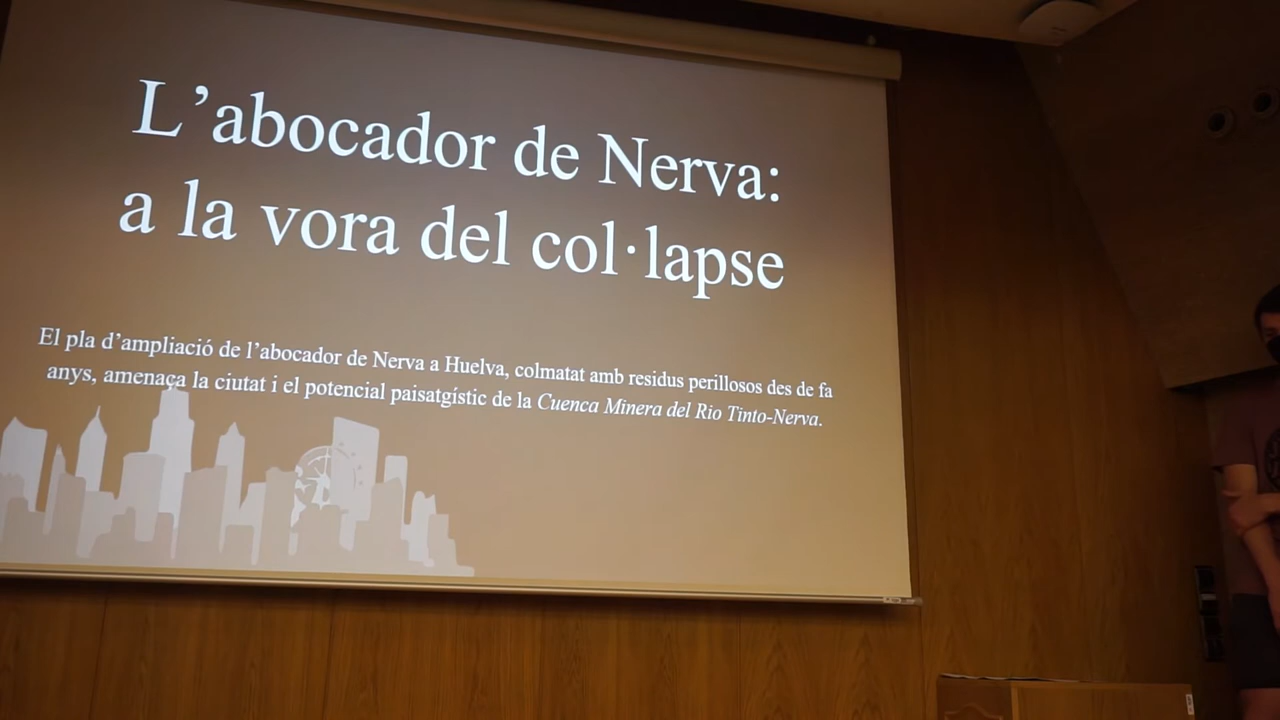 L’abocador de Nerva:
a la vora del col·lapse
El pla d’ampliació de l’abocador de Nerva a Huelva, colmatat amb residus perillosos des de fa
anys, amenaça la ciutat i el potencial paisatgístic de la Cuenca Minera del Rio Tinto-Nerva.